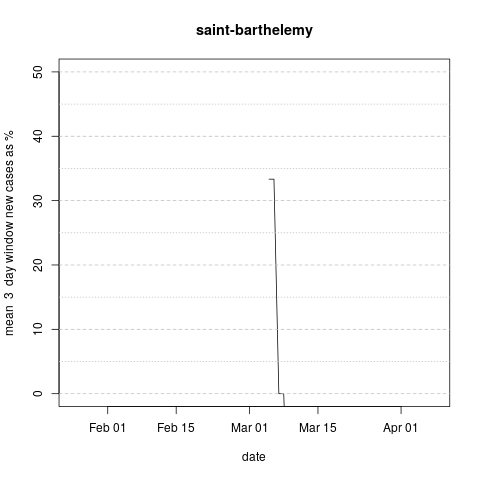 saint-barthelemy
mean  3  day window new cases as %
50
40
30
20
10
0
Feb 01 Feb 15 Mar 01 Mar 15 Apr 01
date